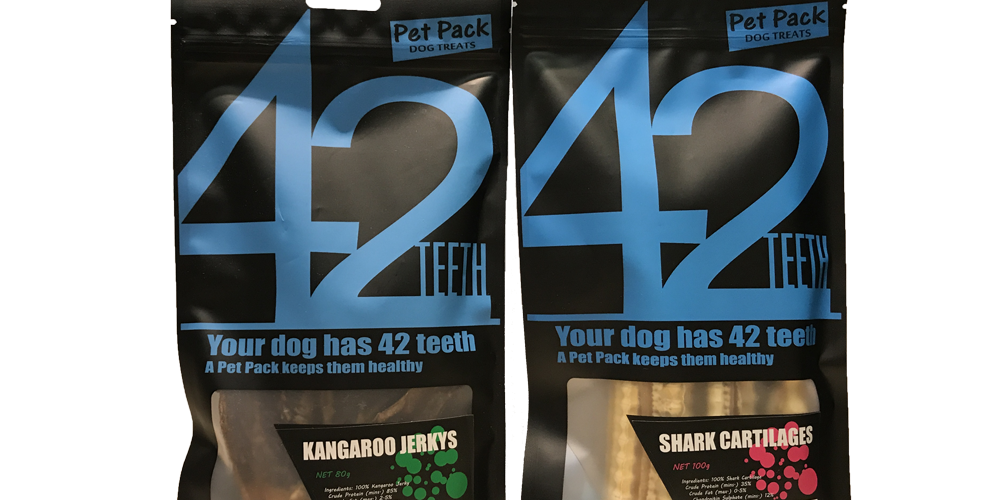 Pet Pack
DOG TREATS
42
TEETH
Your dog has 42 teeth
A Pet Pack keeps them healthy
KANGAROO JERKYS
NET 80g
Ingredients: 100% Kangaroo Jerky
Crude Protein (mins.) 85%
Pet Pack
DOG TREATS
42
TEETH
Your dog has 42 teeth
A Pet Pack keeps them healthy
SHARK CARTILAGES
NET 100g
Ingredients: 100% Shark
Crude Protein (mins.) 35%
Crude Fat (max.) 0-5%